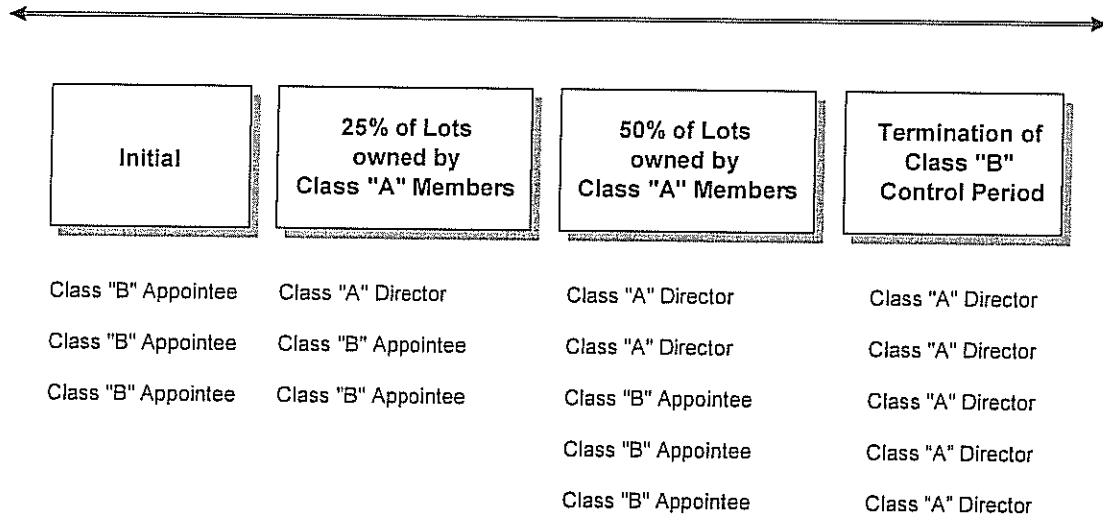 Initial
25% of Lots
owned by
Class "A" Members
50% of Lots
owned by
Class "A" Members
Termination of
Class "B"
Control Period
Class "B" Appointee
Class "B" Appointee
Class "B" Appointee
Class "A" Director
Class "B" Appointee
Class "B" Appointee
Class "A" Director
Class "A" Director
Class "B" Appointee
Class "B" Appointee
Class "B" Appointee
Class "A" Director
Class "A" Director
Class "A" Director
Class "A" Director
Class "A" Director